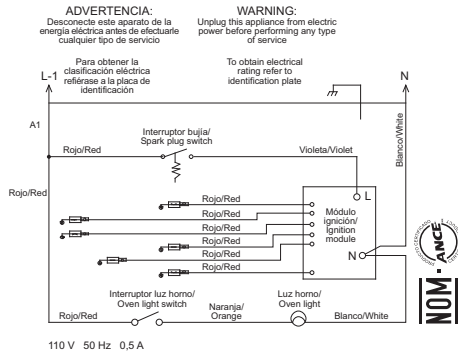 ADVERTENCIA:
Desconecte este aparato de la
energía eléctrica antes de efectuarle
cualquier tipo de servicio
WARNING:
Unplug this appliance from electric
power before performing any type
of service
Para obtener la
clasificación eléctrica
refiérase a la placa de
identificación
To obtain electrical
rating refer to
identification plate
L-1
N
A1
Interruptor bujía/
Spark plug switch
Rojo/Red
Violeta/Violet
Blanco/White
Rojo/Red
L
Rojo/Red
Rojo/Red
Rojo/Red
Rojo/Red
Rojo/Red
Rojo/Red
Módulo
ignición/
Ignition
module
N
Interruptor luz horno/
Oven light switch
Naranja/
Orange
Luz horno/
Oven light
Rojo/Red
Blanco/White
110 V 50 Hz 0,5 A
NOM-ANCE